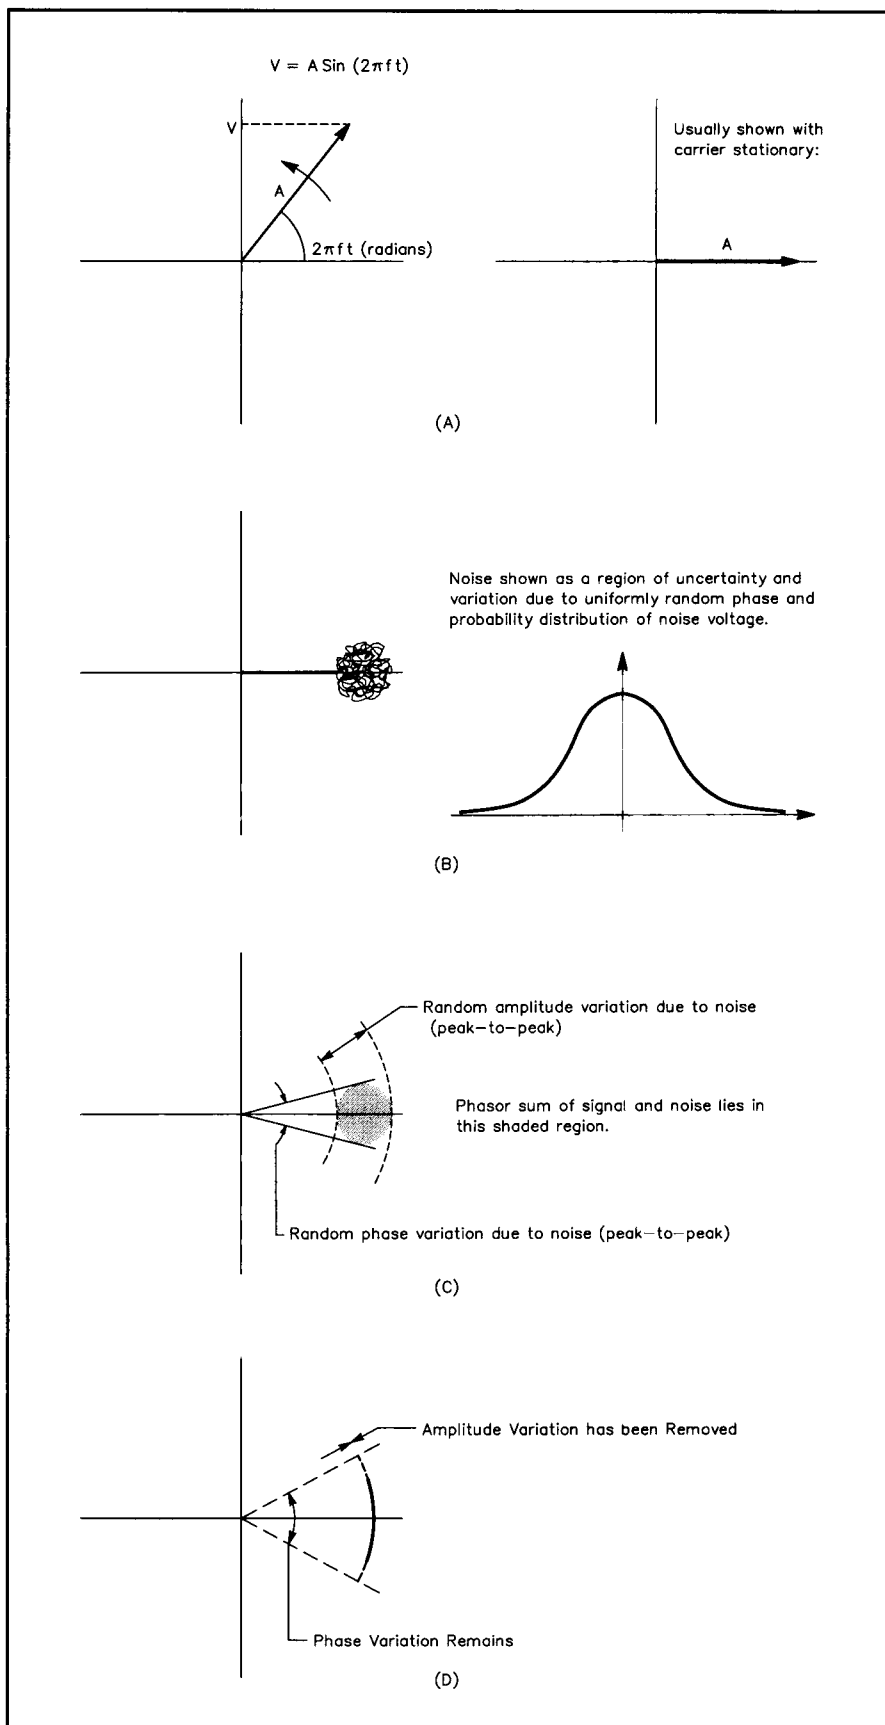 V = A Sin (2πft)
V
A
2πft (radians)
Usually shown with
carrier stationary:
A
(A)
Noise shown as a region of uncertainty and
variation due to uniformly random phase and
probability distribution of noise voltage.
(B)
Random amplitude variation due to noise
(peak-to-peak)
Phasor sum of signal and noise lies in
this shaded region.
Random phase variation due to noise (peak-to-peak)
(C)
Amplitude Variation has been Removed
Phase Variation Remains
(D)